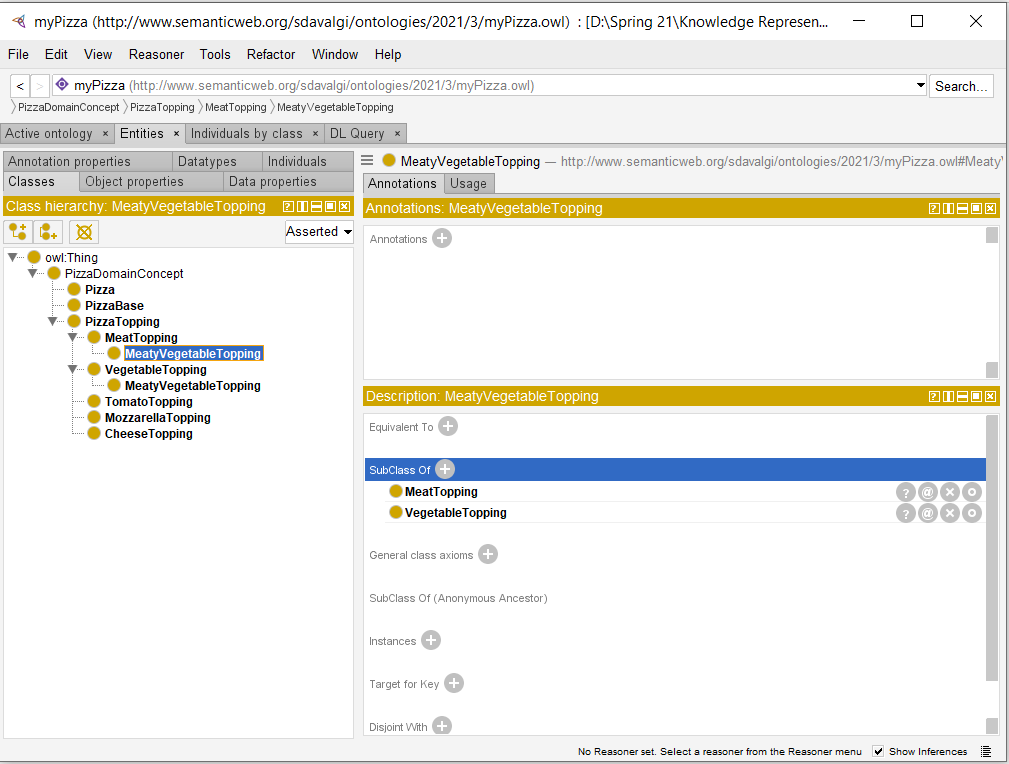 myPizza (http://www.semanticweb.org/sdavalgi/ontologies/2021/3/myPizza.owl) : [D:\Spring 21\Knowledge Represen...
File Edit View Reasoner Tools Refactor Window Help
< > myPizza (http://www.semanticweb.org/sdavalgi/ontologies/2021/3/myPizza.owl) Search...
PizzaDomainConcept PizzaTopping MeatTopping MeatyVegetableTopping
Active ontology × Entities × Individuals by class × DL Query ×
Annotation properties Datatypes Individuals
Classes Object properties Data properties
Class hierarchy: MeatyVegetableTopping
Asserted
owl:Thing
PizzaDomainConcept
Pizza
PizzaBase
PizzaTopping
MeatTopping
MeatyVegetableTopping
VegetableTopping
MeatyVegetableTopping
TomatoTopping
MozzarellaTopping
CheeseTopping
MeatyVegetableTopping — http://www.semanticweb.org/sdavalgi/ontologies/2021/3/myPizza.owl#Meaty
Annotations Usage
Annotations: MeatyVegetableTopping
Annotations
Description: MeatyVegetableTopping
Equivalent To
SubClass Of
MeatTopping
VegetableTopping
General class axioms
SubClass Of (Anonymous Ancestor)
Instances
Target for Key
Disjoint With
No Reasoner set. Select a reasoner from the Reasoner menu Show Inferences